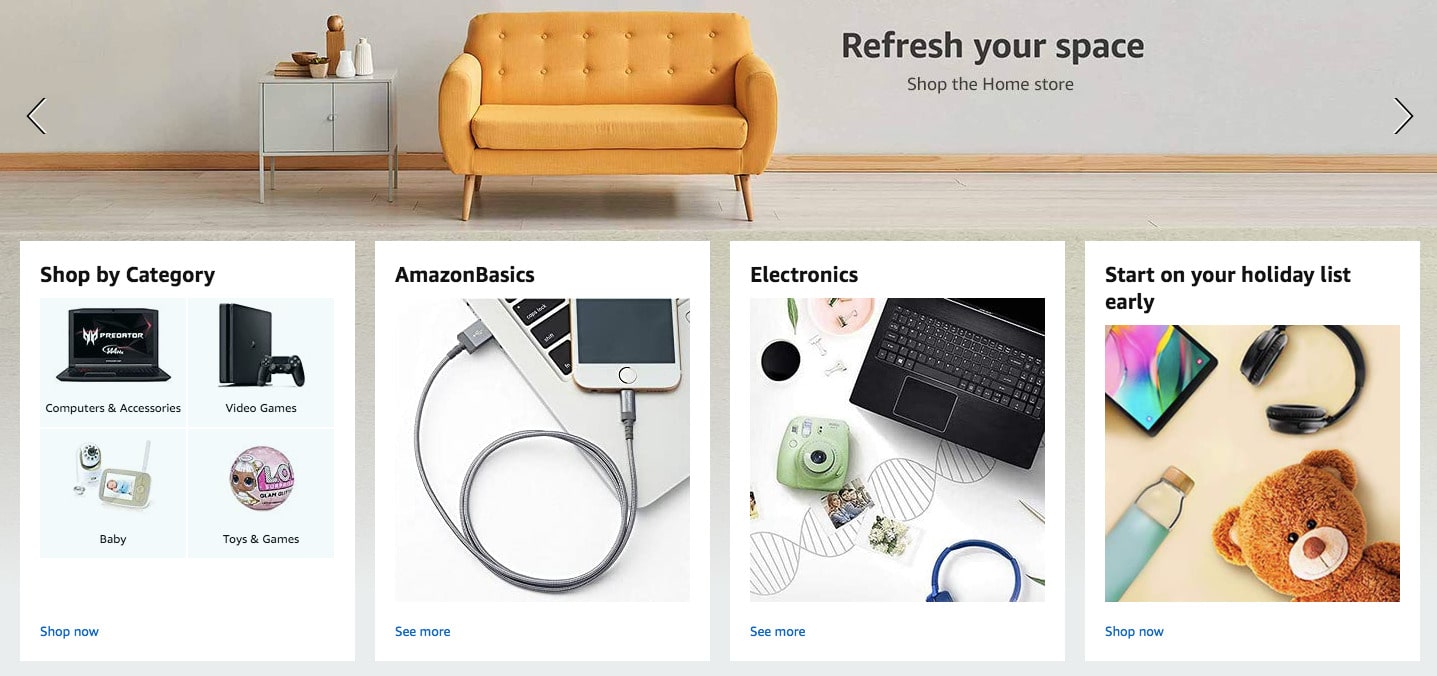 Refresh your space
Shop the Home store
Shop by Category
PREDATOR
144Hz
Computers & Accessories
Video Games
Baby
L.O.L
SURPRISE
GLAM GLITTER
Toys & Games
Shop now
AmazonBasics
caps lock
shift
fn
See more
Electronics
See more
Start on your holiday list
early
Shop now